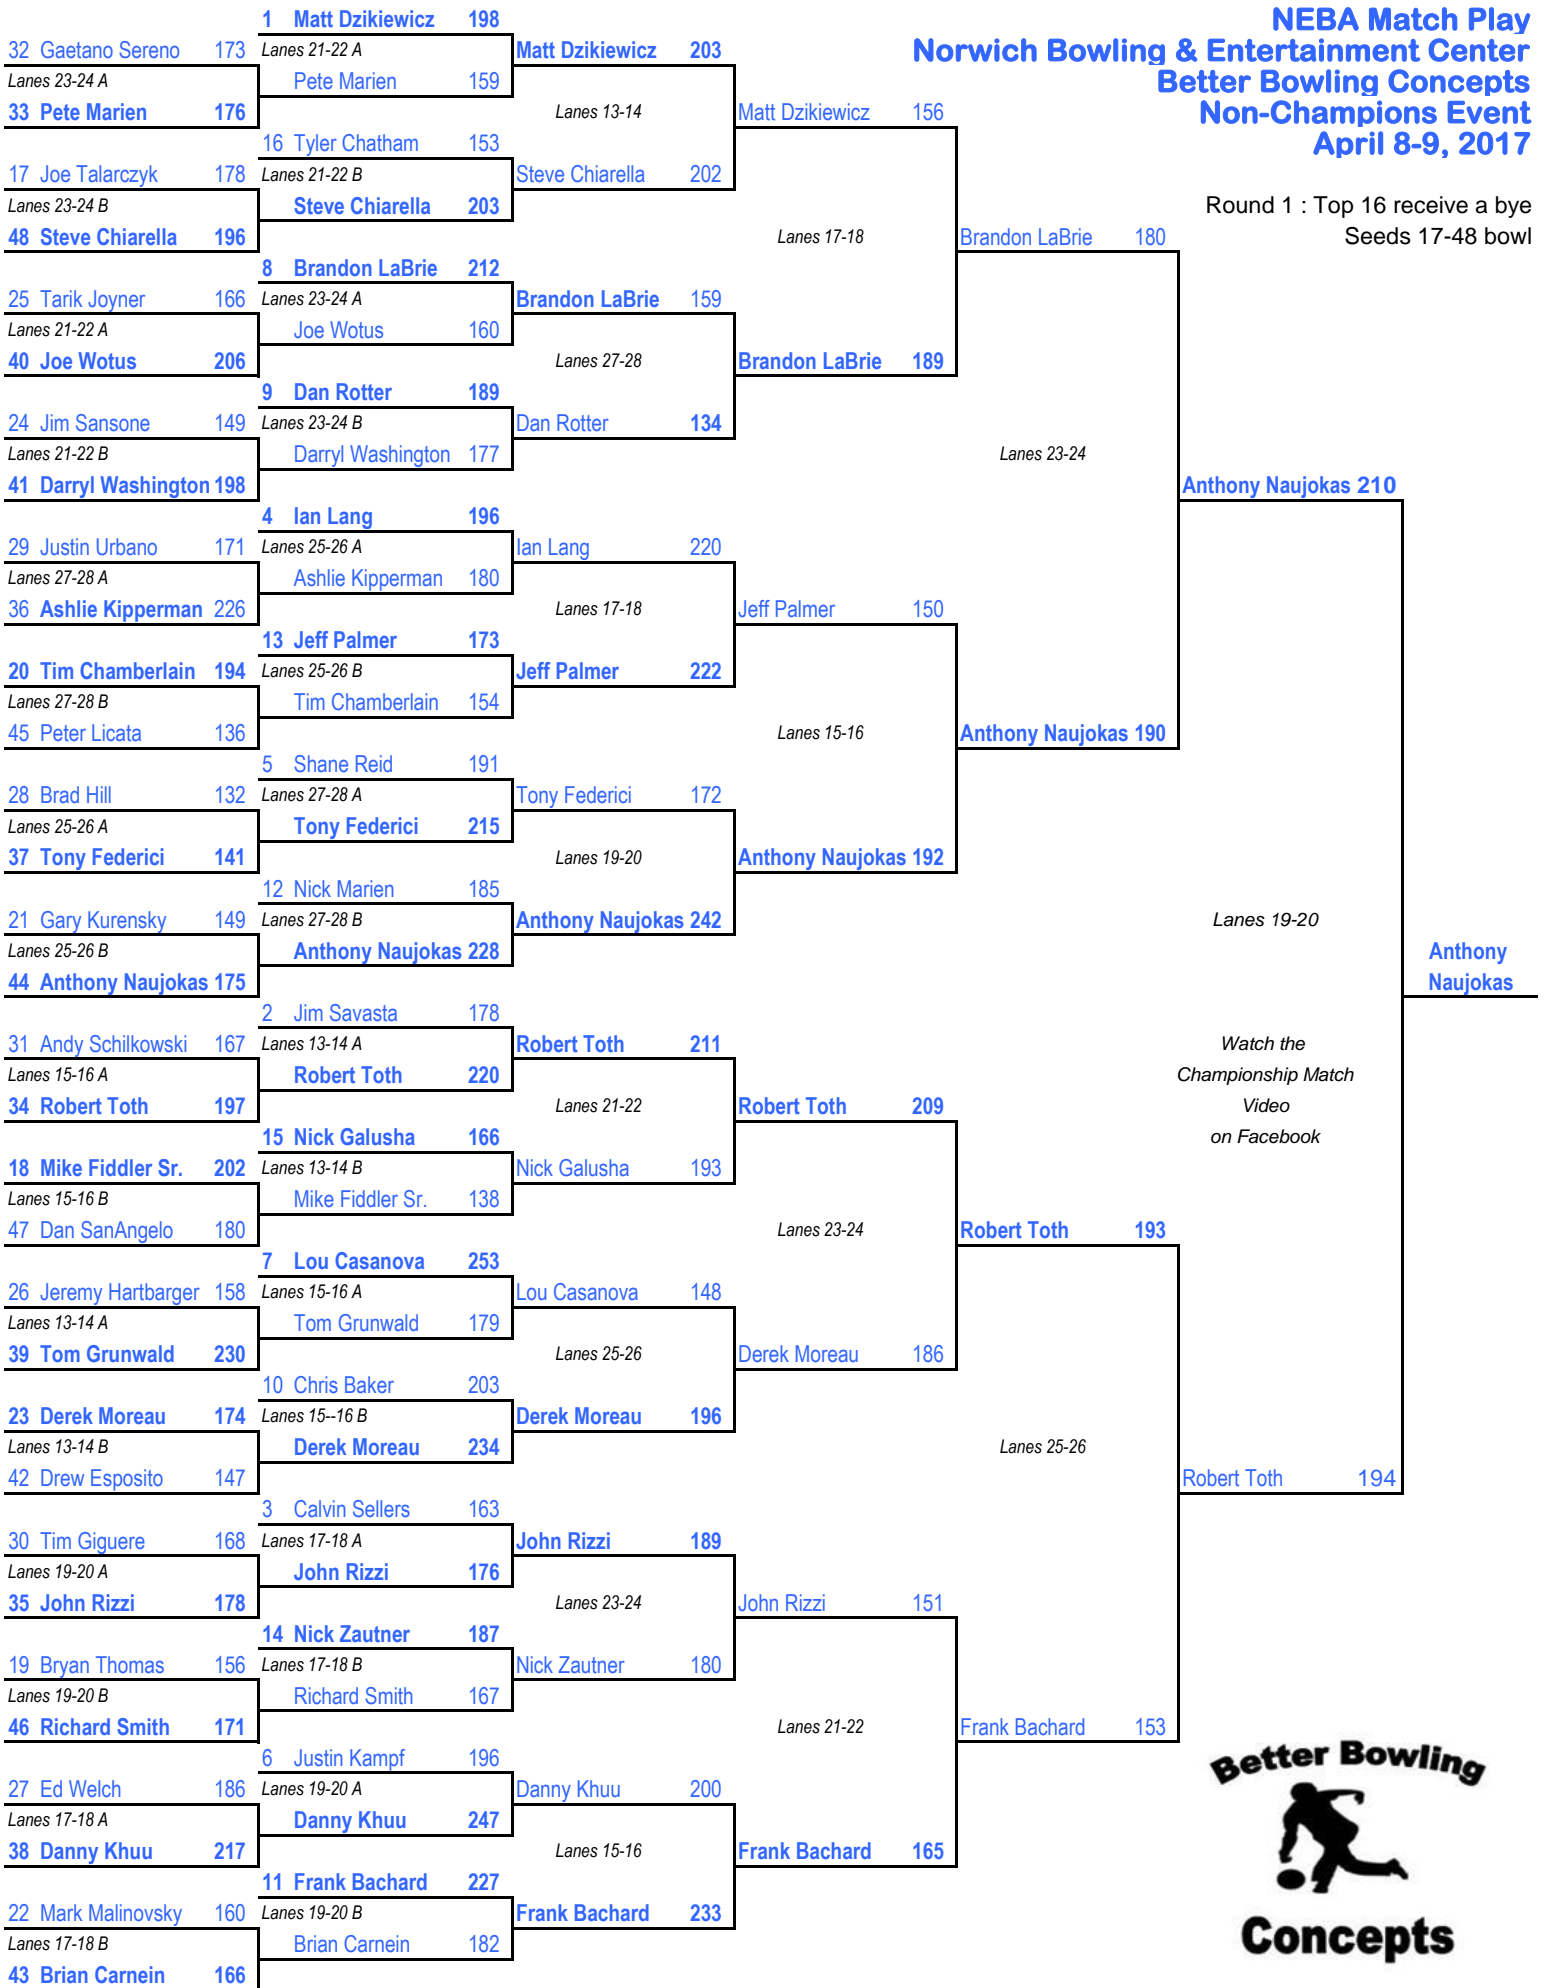 NEBA Match Play
Norwich Bowling & Entertainment Center
Better Bowling Concepts
Non-Champions Event
April 8-9, 2017
Round 1 : Top 16 receive a bye
Seeds 17-48 bowl
32 Gaetano Sereno 173
Lanes 23-24 A
33 Pete Marien 176
17 Joe Talarczyk 178
Lanes 23-24 B
48 Steve Chiarella 196
25 Tarik Joyner 166
Lanes 21-22 A
40 Joe Wotus 206
24 Jim Sansone 149
Lanes 21-22 B
41 Darryl Washington 198
29 Justin Urbano 171
Lanes 27-28 A
36 Ashlie Kipperman 226
20 Tim Chamberlain 194
Lanes 27-28 B
45 Peter Licata 136
28 Brad Hill 132
Lanes 25-26 A
37 Tony Federici 141
21 Gary Kurensky 149
Lanes 25-26 B
44 Anthony Naujokas 175
31 Andy Schilkowski 167
Lanes 15-16 A
34 Robert Toth 197
18 Mike Fiddler Sr. 202
Lanes 15-16 B
47 Dan SanAngelo 180
26 Jeremy Hartbarger 158
Lanes 13-14 A
39 Tom Grunwald 230
23 Derek Moreau 174
Lanes 13-14 B
42 Drew Esposito 147
30 Tim Giguere 168
Lanes 19-20 A
35 John Rizzi 178
19 Bryan Thomas 156
Lanes 19-20 B
46 Richard Smith 171
27 Ed Welch 186
Lanes 17-18 A
38 Danny Khuu 217
22 Mark Malinovsky 160
Lanes 17-18 B
43 Brian Carnein 166
1 Matt Dzikiewicz 198
Lanes 21-22 A
Pete Marien 159
16 Tyler Chatham 153
Lanes 21-22 B
Steve Chiarella 203
8 Brandon LaBrie 212
Lanes 23-24 A
Joe Wotus 160
9 Dan Rotter 189
Lanes 23-24 B
Darryl Washington 177
4 Ian Lang 196
Lanes 25-26 A
Ashlie Kipperman 180
13 Jeff Palmer 173
Lanes 25-26 B
Tim Chamberlain 154
5 Shane Reid 191
Lanes 27-28 A
Tony Federici 215
12 Nick Marien 185
Lanes 27-28 B
Anthony Naujokas 228
2 Jim Savasta 178
Lanes 13-14 A
Robert Toth 220
15 Nick Galusha 166
Lanes 13-14 B
Mike Fiddler Sr. 138
7 Lou Casanova 253
Lanes 15-16 A
Tom Grunwald 179
10 Chris Baker 203
Lanes 15--16 B
Derek Moreau 234
3 Calvin Sellers 163
Lanes 17-18 A
John Rizzi 176
14 Nick Zautner 187
Lanes 17-18 B
Richard Smith 167
6 Justin Kampf 196
Lanes 19-20 A
Danny Khuu 247
11 Frank Bachard 227
Lanes 19-20 B
Brian Carnein 182
Matt Dzikiewicz 203
Lanes 13-14
Steve Chiarella 202
Brandon LaBrie 159
Lanes 27-28
Dan Rotter 134
Ian Lang 220
Lanes 17-18
Jeff Palmer 222
Tony Federici 172
Lanes 19-20
Anthony Naujokas 242
Robert Toth 211
Lanes 21-22
Nick Galusha 193
Lou Casanova 148
Lanes 25-26
Derek Moreau 196
John Rizzi 189
Lanes 23-24
Nick Zautner 180
Danny Khuu 200
Lanes 15-16
Frank Bachard 233
Matt Dzikiewicz 156
Lanes 17-18
Brandon LaBrie 189
Jeff Palmer 150
Lanes 15-16
Anthony Naujokas 192
Robert Toth 209
Lanes 23-24
Derek Moreau 186
John Rizzi 151
Lanes 21-22
Frank Bachard 165
Brandon LaBrie 180
Lanes 23-24
Anthony Naujokas 190
Robert Toth 193
Lanes 25-26
Frank Bachard 153
Anthony Naujokas 210
Lanes 19-20
Robert Toth 194
Anthony
Naujokas
Watch the
Championship Match
Video
on Facebook
Better Bowling
Concepts